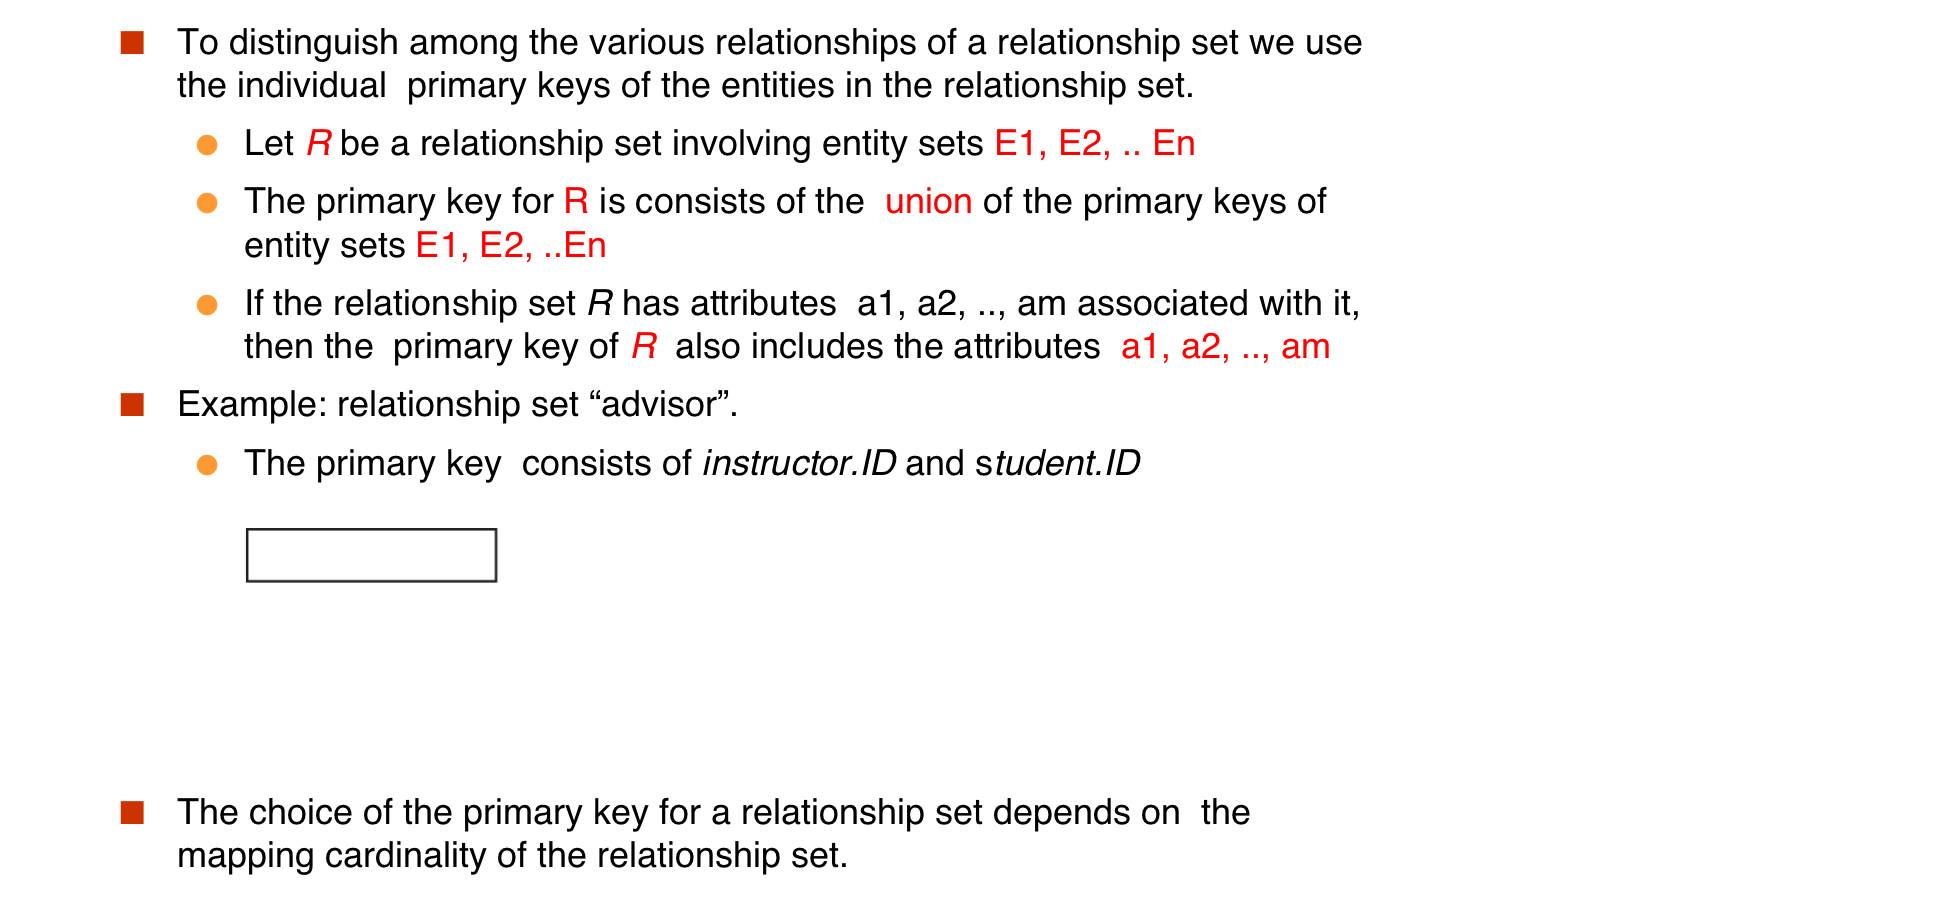 To distinguish among the various relationships of a relationship set we use
the individual primary keys of the entities in the relationship set.
Let R be a relationship set involving entity sets E1, E2, .. En
The primary key for R is consists of the union of the primary keys of
entity sets E1, E2, ..En
If the relationship set R has attributes a1, a2, .., am associated with it,
then the primary key of R also includes the attributes a1, a2, .., am
Example: relationship set “advisor”.
The primary key consists of instructor.ID and student.ID
The choice of the primary key for a relationship set depends on the
mapping cardinality of the relationship set.